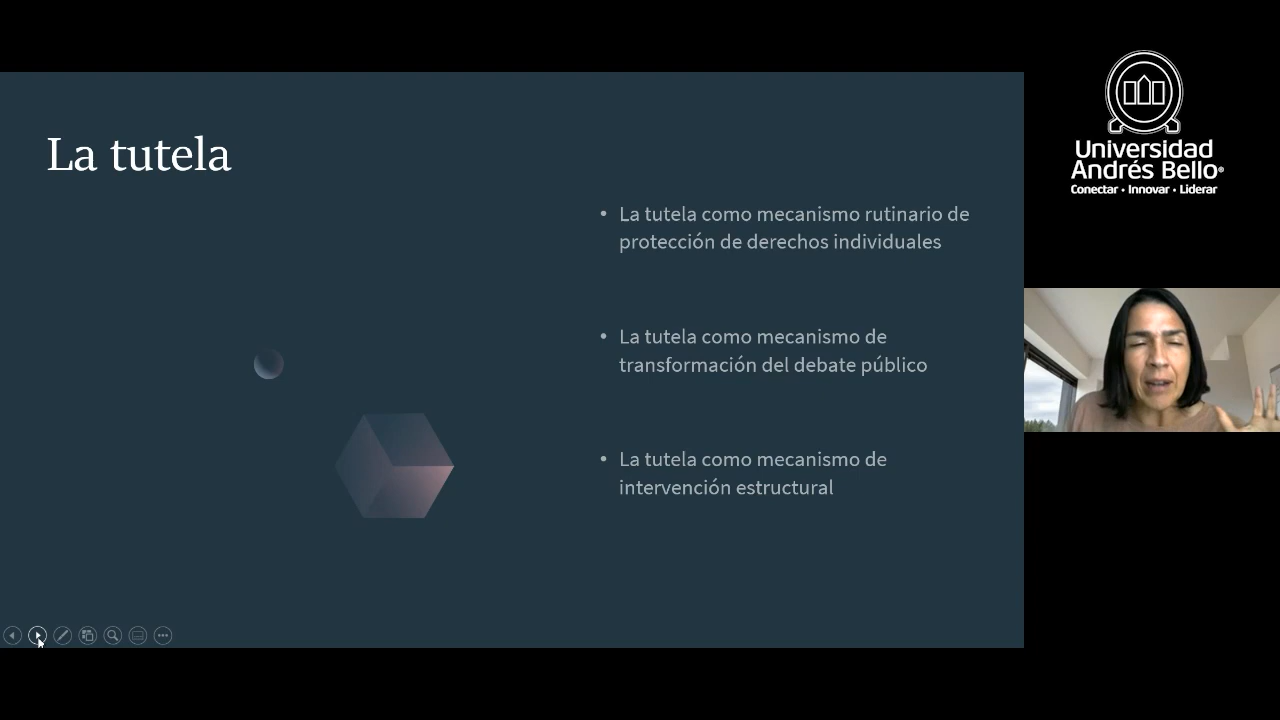 La tutela
• La tutela como mecanismo rutinario de
protección de derechos individuales
• La tutela como mecanismo de
transformación del debate público
• La tutela como mecanismo de
intervención estructural
Universidad
Andrés Bello®
Conectar • Innovar • Liderar